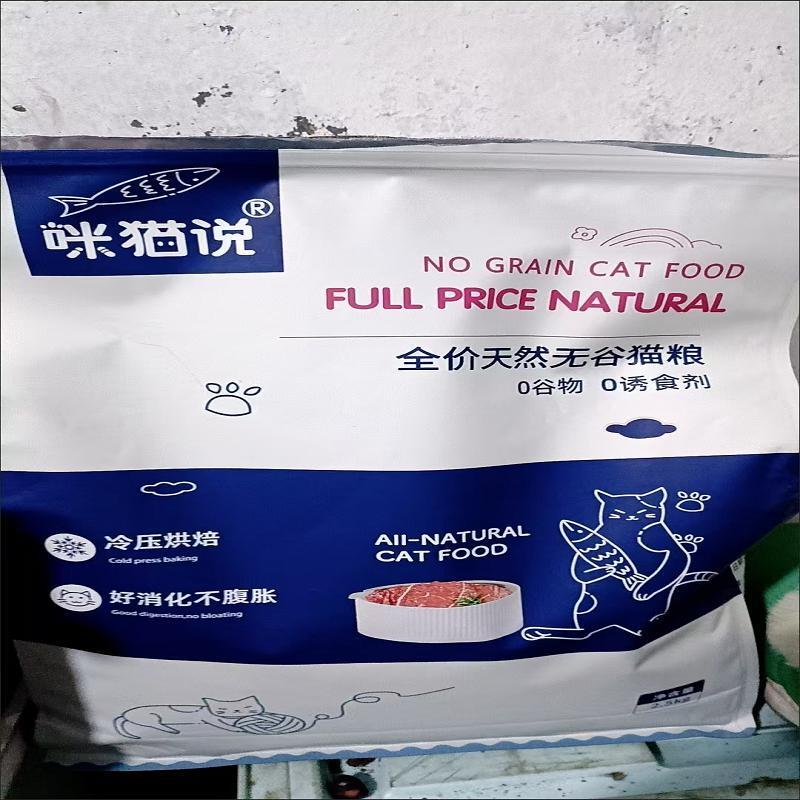 咪猫说®
NO GRAIN CAT FOOD
FULL PRICE NATURAL
全价天然无谷猫粮
0谷物 0诱食剂
冷压烘焙
Cold press baking
好消化不腹胀
Good digestion,no bloating
All-NATURAL
CAT FOOD
净含量
2.5kg